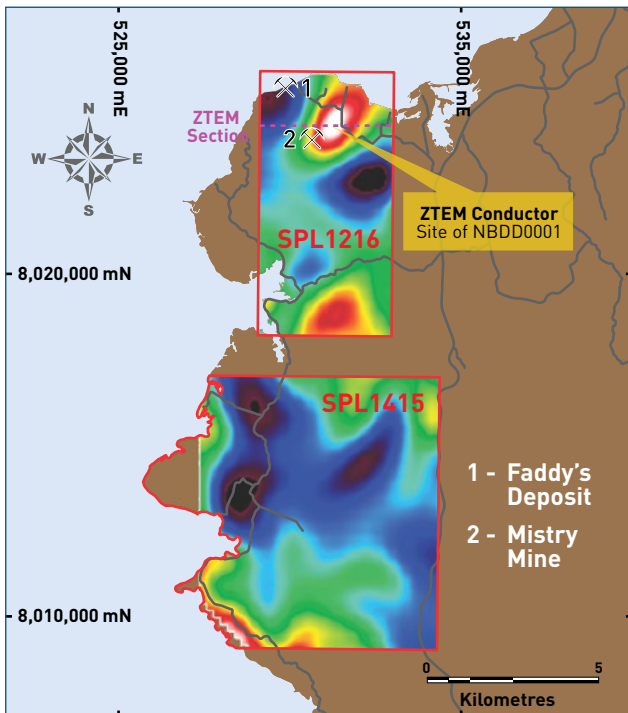 525,000 mE
535,000 mE
N
W E
S
1
ZTEM
Section
2
ZTEM Conductor
Site of NBDD0001
SPL1216
8,020,000 mN
SPL1415
1 - Faddy's
Deposit
2 - Mistry
Mine
8,010,000 mN
0 5
Kilometres